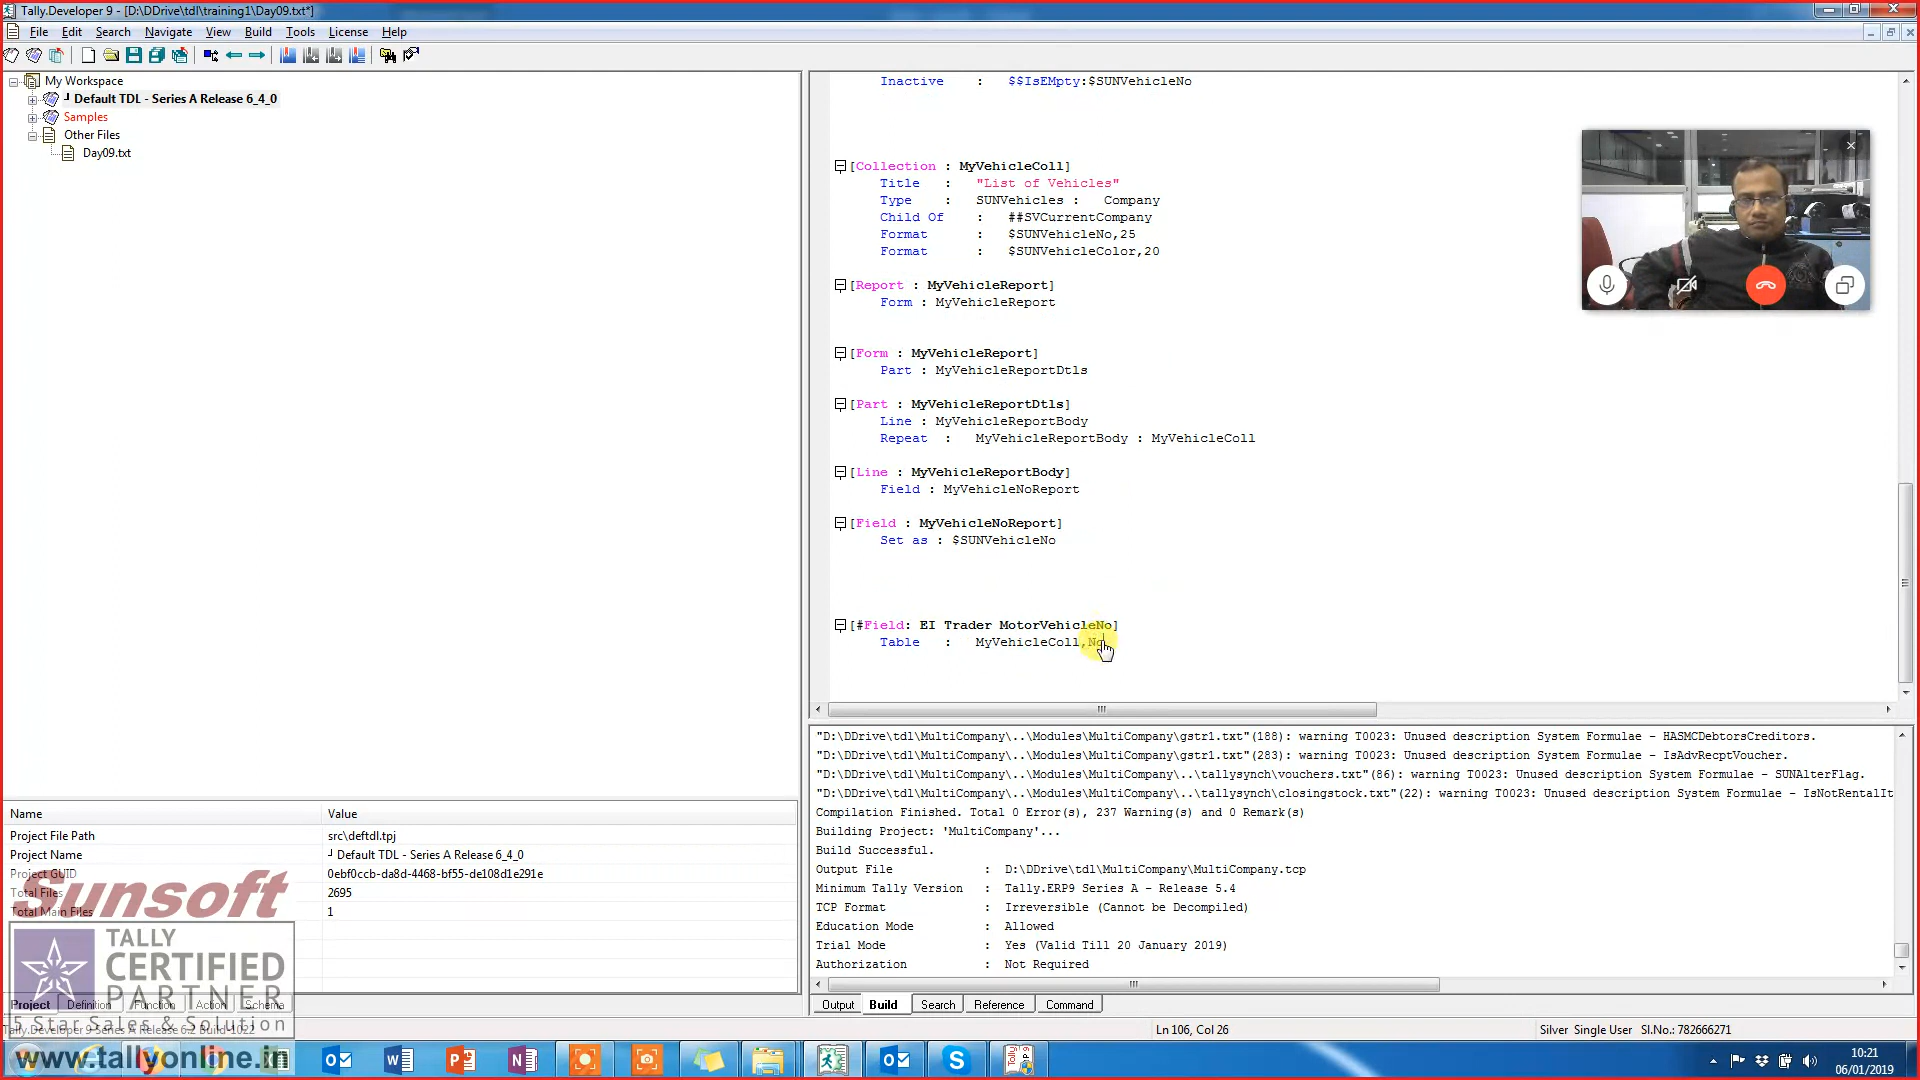 Tally.Developer 9 - [D:\DDrive\tdl\training1\Day09.txt*]
File Edit Search Navigate View Build Tools License Help
My Workspace
Default TDL - Series A Release 6_4_0
Samples
Other Files
Day09.txt
Inactive : $$IsEMpty:$SUNVehicleNo
[Collection : MyVehicleColl]
Title : "List of Vehicles"
Type : SUNVehicles : Company
Child Of : ##SVCurrentCompany
Format : $SUNVehicleNo,25
Format : $SUNVehicleColor,20
[Report : MyVehicleReport]
Form : MyVehicleReport
[Form : MyVehicleReport]
Part : MyVehicleReportDtls
[Part : MyVehicleReportDtls]
Line : MyVehicleReportBody
Repeat : MyVehicleReportBody : MyVehicleColl
[Line : MyVehicleReportBody]
Field : MyVehicleNoReport
[Field : MyVehicleNoReport]
Set as : $SUNVehicleNo
[#Field: EI Trader MotorVehicleNo]
Table : MyVehicleColl,No
Name Value
Project File Path src\deftdl.tpj
Project Name ┘ Default TDL - Series A Release 6_4_0
Project GUID 0ebf0ccb-da8d-4468-bf55-de108d1e291e
Total Files 2695
Total Main Files 1
Sunsoft
TALLY
CERTIFIED
PARTNER
5 Star Sales & Solution
www.tallyonline.in
Project Definition Function Action Schema
Tally.Developer 9 Series A Release 6.2 Build-1022
"D:\DDrive\tdl\MultiCompany\..\Modules\MultiCompany\gstr1.txt"(188): warning T0023: Unused description System Formulae - HASMCDebtorsCreditors.
"D:\DDrive\tdl\MultiCompany\..\Modules\MultiCompany\gstr1.txt"(283): warning T0023: Unused description System Formulae - IsAdvRecptVoucher.
"D:\DDrive\tdl\MultiCompany\..\Modules\MultiCompany\..\tallysynch\vouchers.txt"(86): warning T0023: Unused description System Formulae - SUNAlterFlag.
"D:\DDrive\tdl\MultiCompany\..\Modules\MultiCompany\..\tallysynch\closingstock.txt"(22): warning T0023: Unused description System Formulae - IsNotRentalIt
Compilation Finished. Total 0 Error(s), 237 Warning(s) and 0 Remark(s)
Building Project: 'MultiCompany'...
Build Successful.
Output File : D:\DDrive\tdl\MultiCompany\MultiCompany.tcp
Minimum Tally Version : Tally.ERP9 Series A - Release 5.4
TCP Format : Irreversible (Cannot be Decompiled)
Education Mode : Allowed
Trial Mode : Yes (Valid Till 20 January 2019)
Authorization : Not Required
Output Build Search Reference Command
Ln 106, Col 26
Silver Single User Sl.No.: 782666271
10:21
06/01/2019